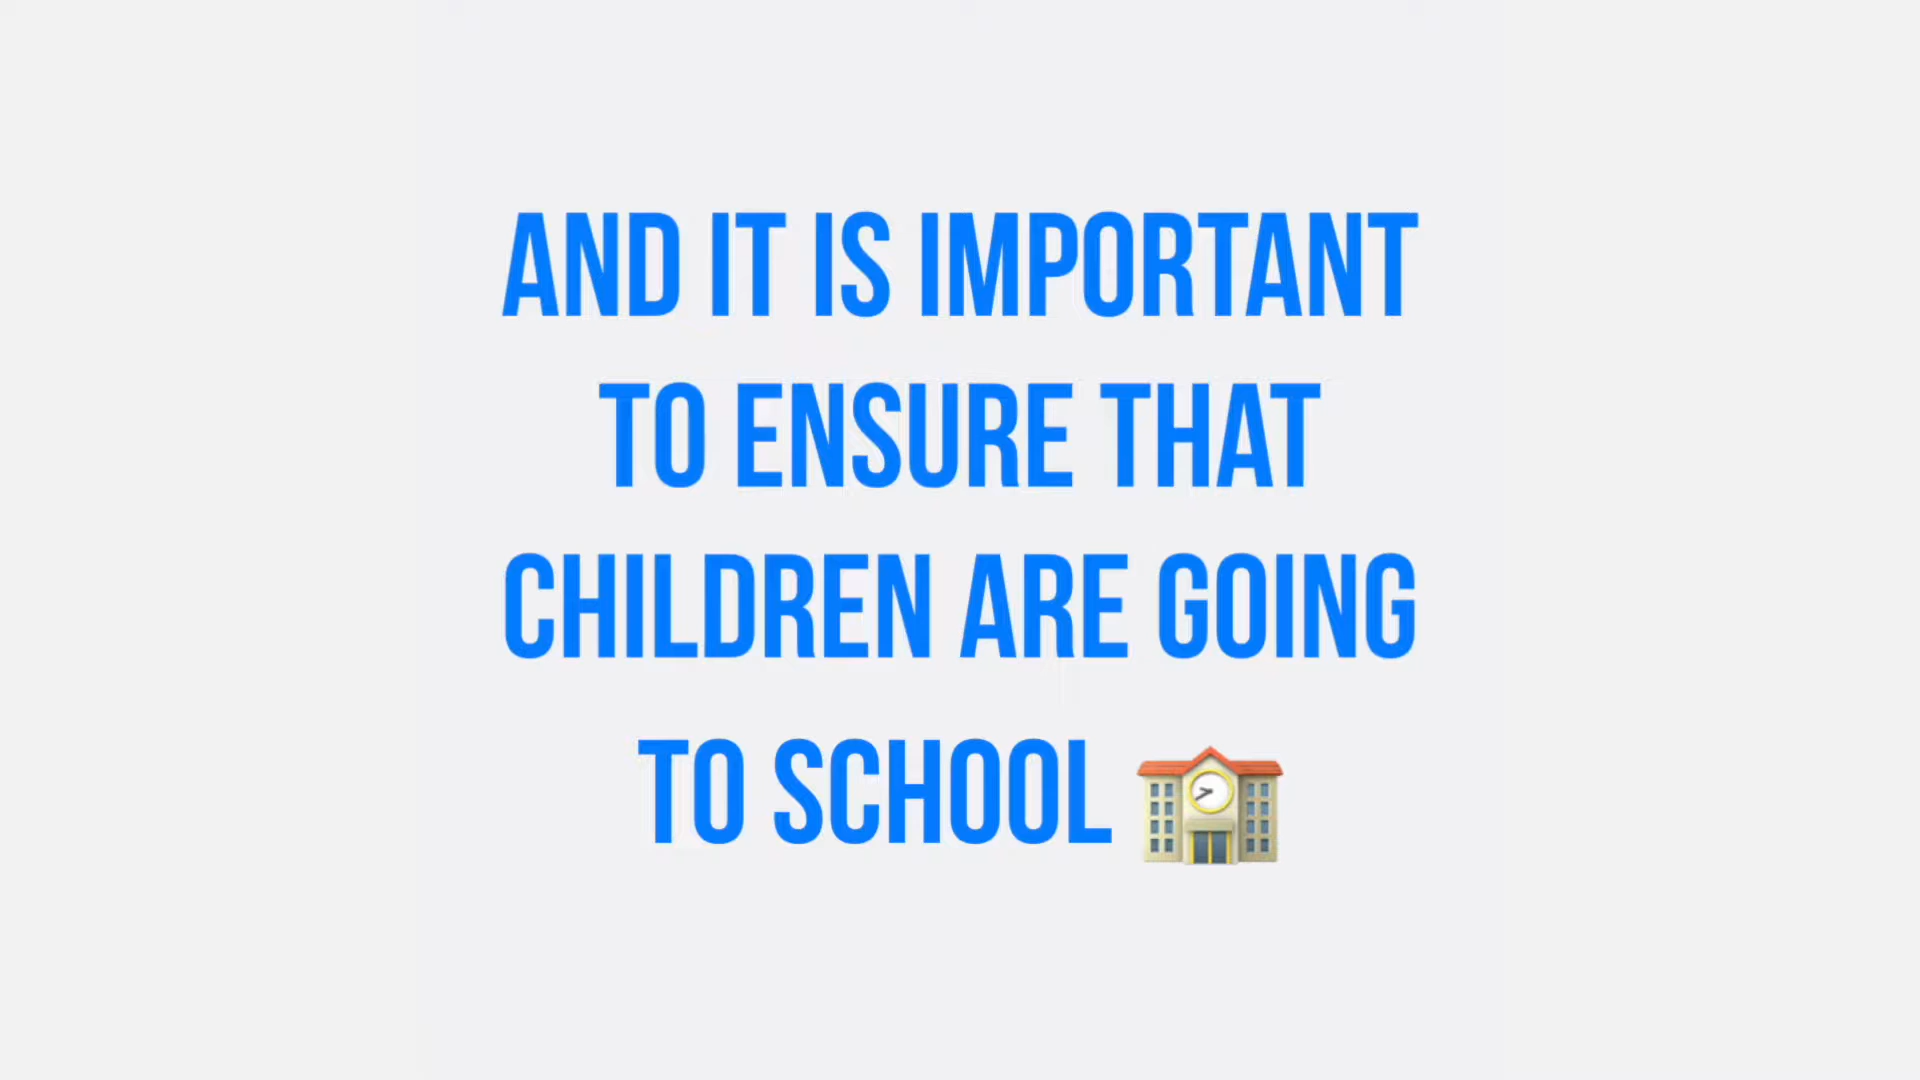 AND IT IS IMPORTANT
TO ENSURE THAT
CHILDREN ARE GOING
TO SCHOOL 🏫